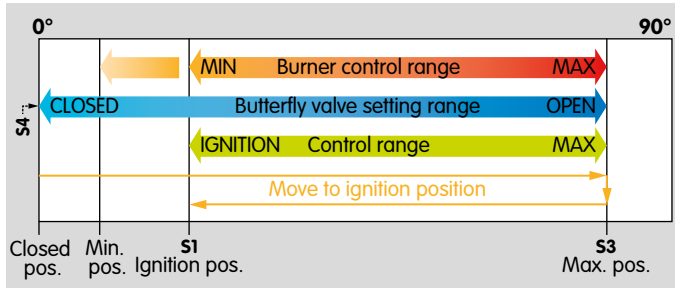 0° 90°
MIN Burner control range MAX
CLOSED Butterfly valve setting range OPEN
S4
IGNITION Control range MAX
Move to ignition position
Closed pos.
Min. pos.
S1
Ignition pos.
S3
Max. pos.